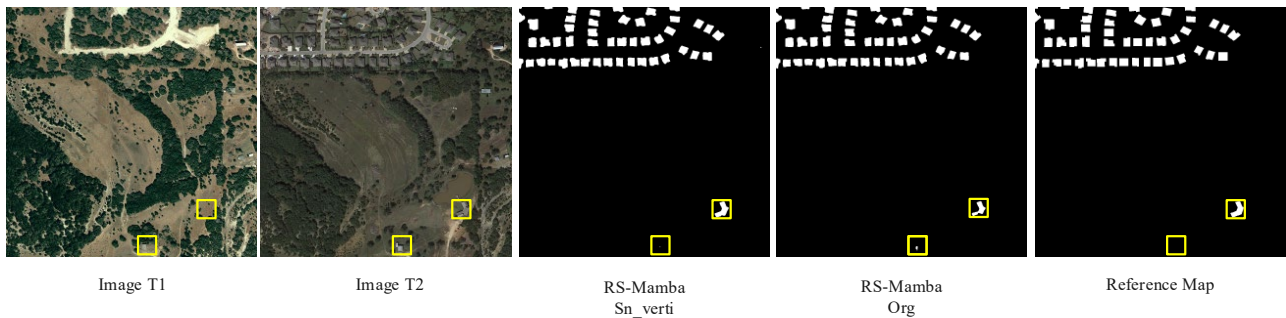 Image T1
Image T2
RS-Mamba
Sn_verti
RS-Mamba
Org
Reference Map